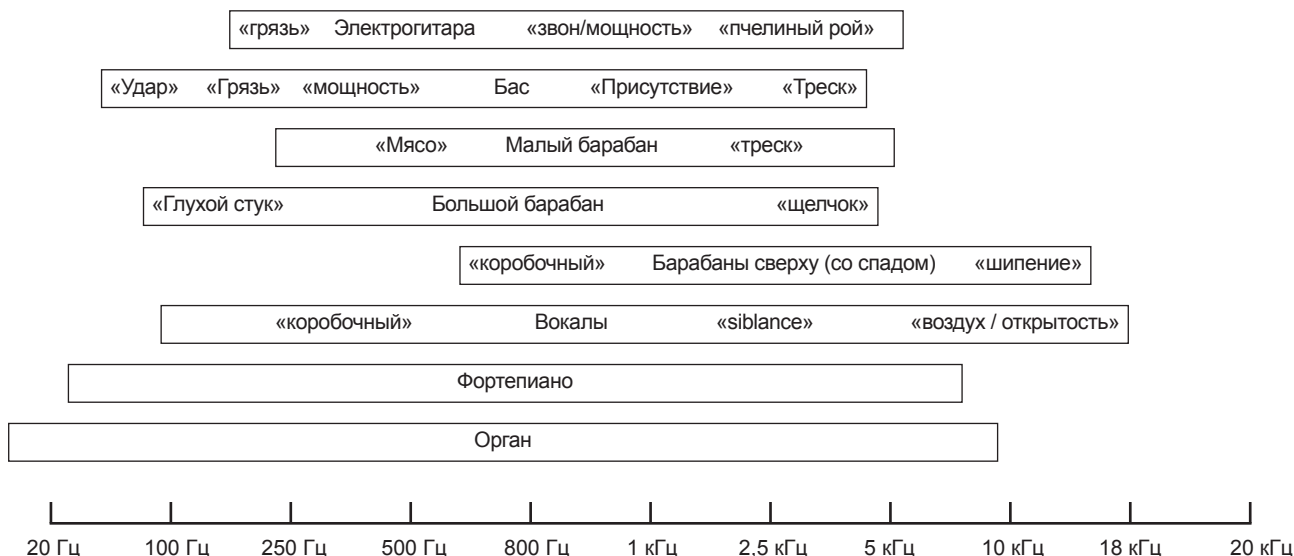 «грязь» Электрогитара «звон/мощность» «пчелиный рой»
«Удар» «Грязь» «мощность» Бас «Присутствие» «Треск»
«Мясо» Малый барабан «треск»
«Глухой стук» Большой барабан «щелчок»
«коробочный» Барабаны сверху (со спадом) «шипение»
«коробочный» Вокалы «siblance» «воздух / открытость»
Фортепиано
Орган
20 Гц 100 Гц 250 Гц 500 Гц 800 Гц 1 кГц 2,5 кГц 5 кГц 10 кГц 18 кГц 20 кГц